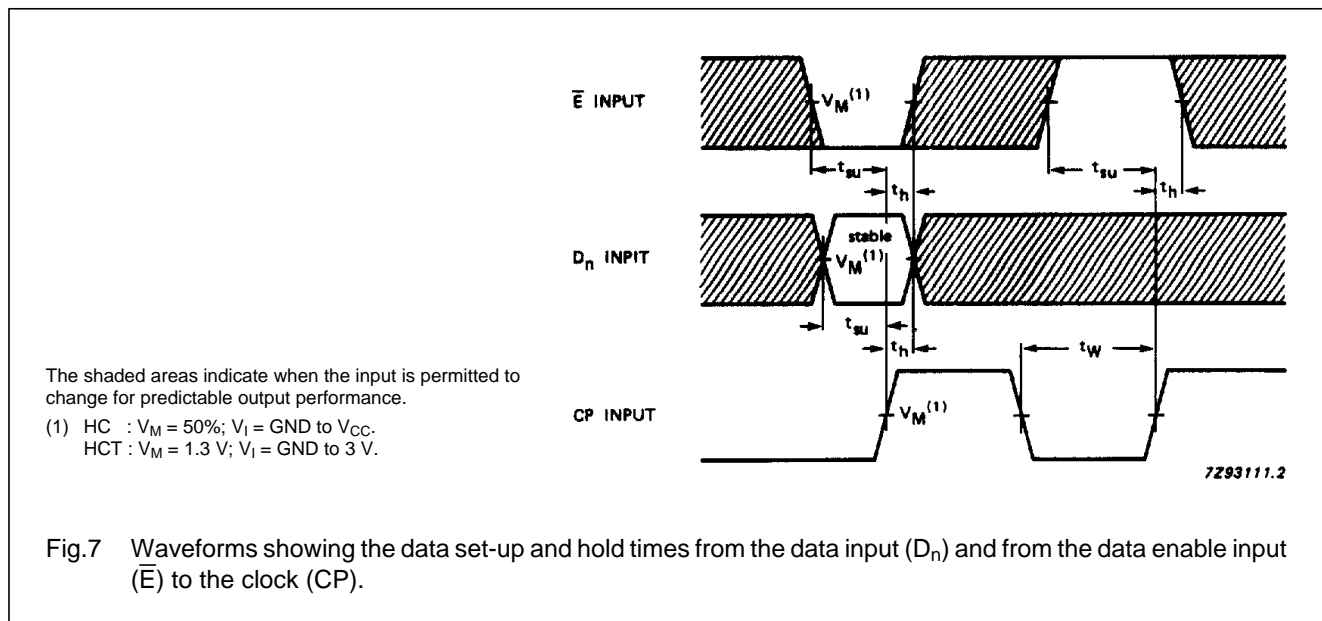 E̅ INPUT
V_M(1)
t_su
t_h
t_su
t_h
D_n INPIT
stable
V_M(1)
t_su
t_h
t_W
CP INPUT
V_M(1)
7Z93111.2
The shaded areas indicate when the input is permitted to
change for predictable output performance.
(1) HC : V_M = 50%; V_I = GND to V_CC.
HCT : V_M = 1.3 V; V_I = GND to 3 V.
Fig.7 Waveforms showing the data set-up and hold times from the data input (D_n) and from the data enable input
(E̅) to the clock (CP).